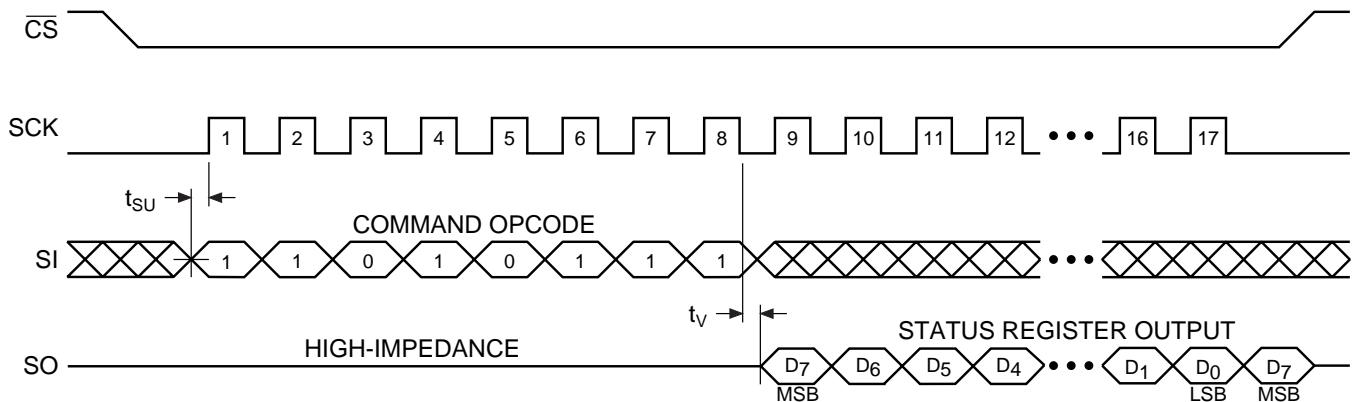 CS
SCK
1 2 3 4 5 6 7 8 9 10 11 12 ••• 16 17
tSU
COMMAND OPCODE
SI
1 1 0 1 0 1 1 1 •••
tV
STATUS REGISTER OUTPUT
HIGH-IMPEDANCE
SO
D7 D6 D5 D4 ••• D1 D0 D7
MSB LSB MSB